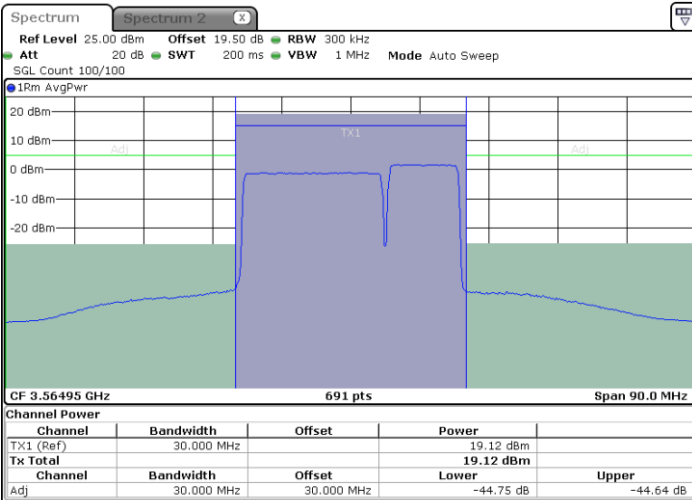 Spectrum Spectrum 2 X
Ref Level 25.00 dBm Offset 19.50 dB RBW 300 kHz
Att 20 dB SWT 200 ms VBW 1 MHz Mode Auto Sweep
SGL Count 100/100
1Rm AvgPwr
20 dBm
TX1
10 dBm
Adj Adj
0 dBm
-10 dBm
-20 dBm
CF 3.56495 GHz 691 pts Span 90.0 MHz
Channel Power
Channel Bandwidth Offset Power
TX1 (Ref) 30.000 MHz 19.12 dBm
Tx Total 19.12 dBm
Channel Bandwidth Offset Lower Upper
Adj 30.000 MHz 30.000 MHz -44.75 dB -44.64 dB